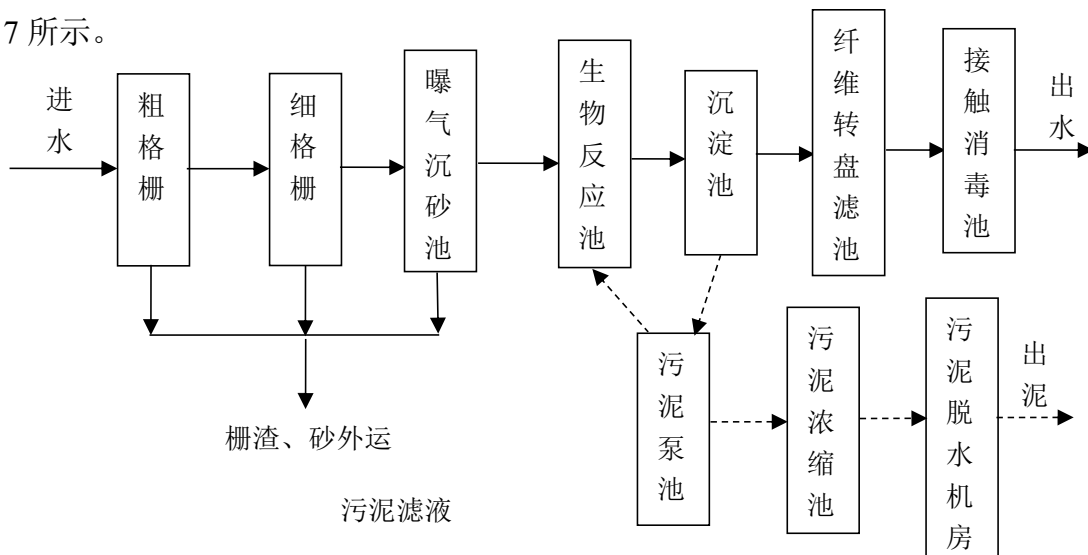 7 所示。
进水
粗格栅
细格栅
曝气沉砂池
生物反应池
沉淀池
纤维转盘滤池
接触消毒池
出水
污泥泵池
污泥浓缩池
污泥脱水机房
出泥
栅渣、砂外运
污泥滤液